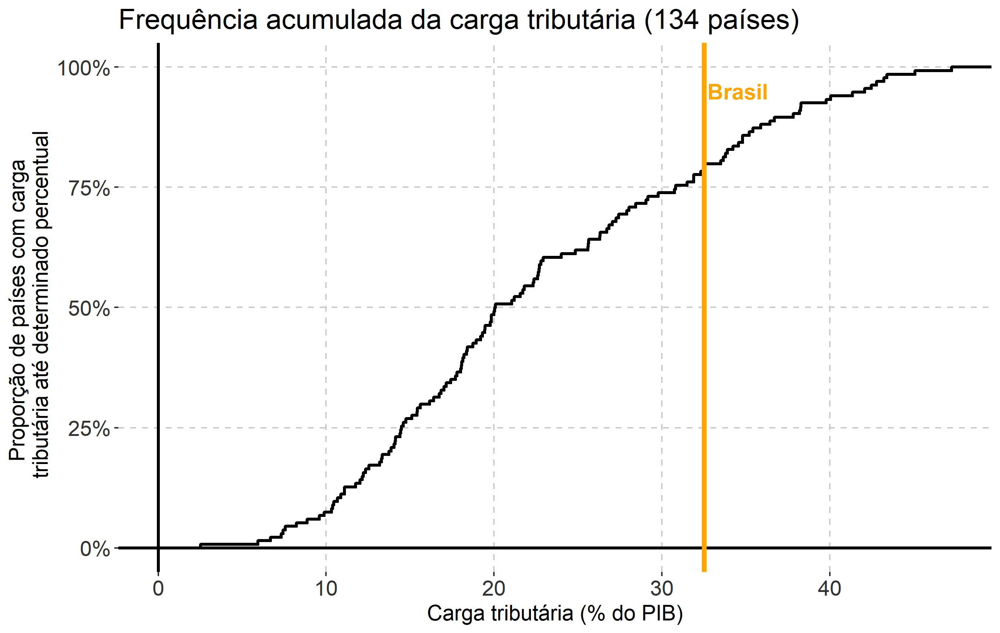 Frequência acumulada da carga tributária (134 países)
Proporção de países com carga
tributária até determinado percentual
100%
75%
50%
25%
0%
Brasil
0
10
20
30
40
Carga tributária (% do PIB)